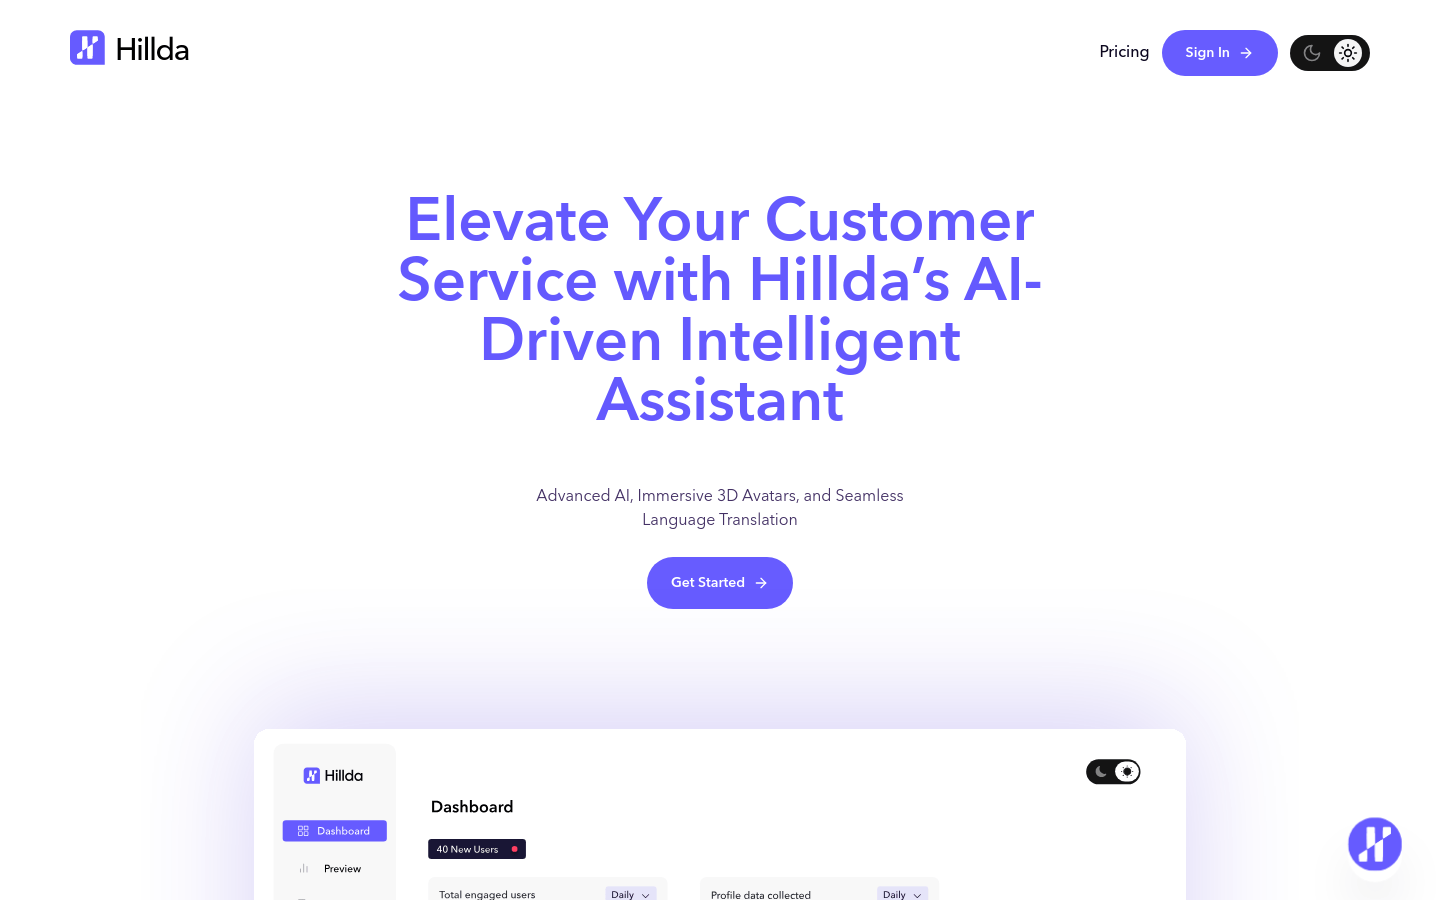 Hillda
Pricing
Sign In
Elevate Your Customer
Service with Hillda’s AI-
Driven Intelligent
Assistant
Advanced AI, Immersive 3D Avatars, and Seamless
Language Translation
Get Started
Hillda
Dashboard
Dashboard
40 New Users
Preview
Total engaged users
Daily
Profile data collected
Daily